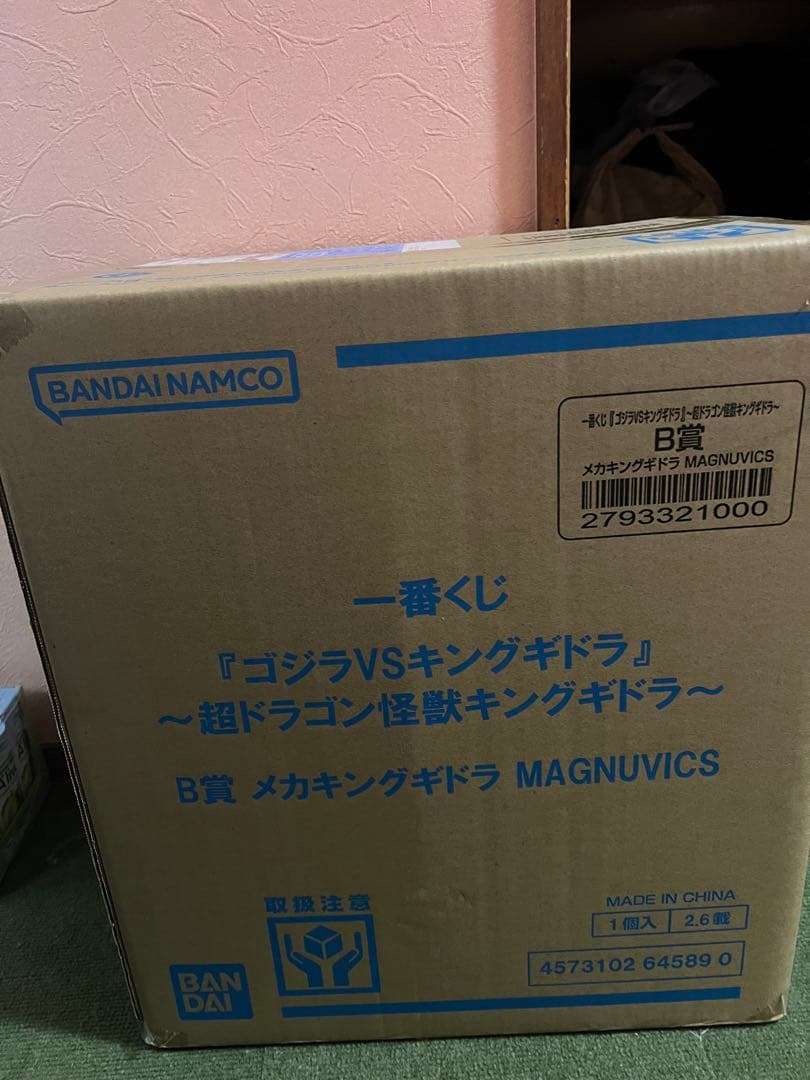 BANDAI NAMCO
一番くじ『ゴジラVSキングギドラ』～超ドラゴン怪獣キングギドラ～
B賞
メカキングギドラ MAGNUVICS
2793321000
一番くじ
『ゴジラVSキングギドラ』
～超ドラゴン怪獣キングギドラ～
B賞 メカキングギドラ MAGNUVICS
取扱注意
MADE IN CHINA
1個入 2.6才
4573102 64589 0
BAN
DAI